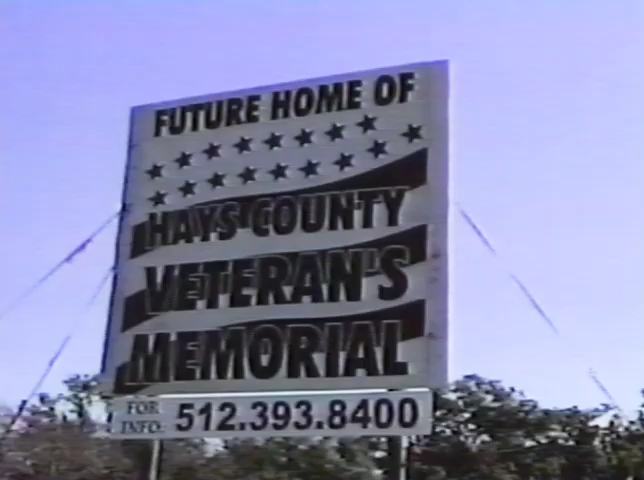 FUTURE HOME OF
HAYS COUNTY
VETERAN'S
MEMORIAL
FOR
INFO: 512.393.8400